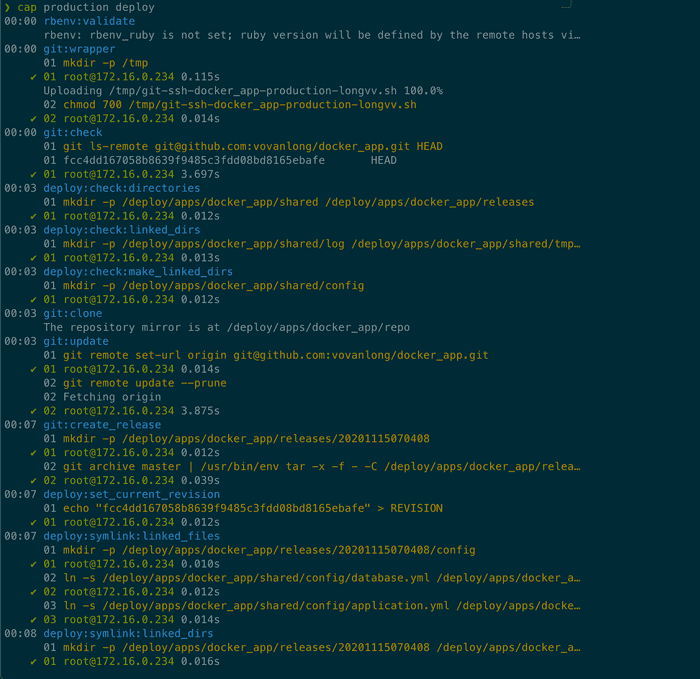 ❯ cap production deploy
00:00 rbenv:validate
rbenv: rbenv_ruby is not set; ruby version will be defined by the remote hosts vi…
00:00 git:wrapper
01 mkdir -p /tmp
✔ 01 root@172.16.0.234 0.115s
Uploading /tmp/git-ssh-docker_app-production-longvv.sh 100.0%
02 chmod 700 /tmp/git-ssh-docker_app-production-longvv.sh
✔ 02 root@172.16.0.234 0.014s
00:00 git:check
01 git ls-remote git@github.com:vovanlong/docker_app.git HEAD
01 fcc4dd167058b8639f9485c3fdd08bd8165ebafe HEAD
✔ 01 root@172.16.0.234 3.697s
00:03 deploy:check:directories
01 mkdir -p /deploy/apps/docker_app/shared /deploy/apps/docker_app/releases
✔ 01 root@172.16.0.234 0.012s
00:03 deploy:check:linked_dirs
01 mkdir -p /deploy/apps/docker_app/shared/log /deploy/apps/docker_app/shared/tmp…
✔ 01 root@172.16.0.234 0.013s
00:03 deploy:check:make_linked_dirs
01 mkdir -p /deploy/apps/docker_app/shared/config
✔ 01 root@172.16.0.234 0.012s
00:03 git:clone
The repository mirror is at /deploy/apps/docker_app/repo
00:03 git:update
01 git remote set-url origin git@github.com:vovanlong/docker_app.git
✔ 01 root@172.16.0.234 0.014s
02 git remote update --prune
02 Fetching origin
✔ 02 root@172.16.0.234 3.875s
00:07 git:create_release
01 mkdir -p /deploy/apps/docker_app/releases/20201115070408
✔ 01 root@172.16.0.234 0.012s
02 git archive master | /usr/bin/env tar -x -f - -C /deploy/apps/docker_app/relea…
✔ 02 root@172.16.0.234 0.039s
00:07 deploy:set_current_revision
01 echo "fcc4dd167058b8639f9485c3fdd08bd8165ebafe" > REVISION
✔ 01 root@172.16.0.234 0.012s
00:07 deploy:symlink:linked_files
01 mkdir -p /deploy/apps/docker_app/releases/20201115070408/config
✔ 01 root@172.16.0.234 0.010s
02 ln -s /deploy/apps/docker_app/shared/config/database.yml /deploy/apps/docker_a…
✔ 02 root@172.16.0.234 0.012s
03 ln -s /deploy/apps/docker_app/shared/config/application.yml /deploy/apps/docke…
✔ 03 root@172.16.0.234 0.014s
00:08 deploy:symlink:linked_dirs
01 mkdir -p /deploy/apps/docker_app/releases/20201115070408 /deploy/apps/docker_a…
✔ 01 root@172.16.0.234 0.016s